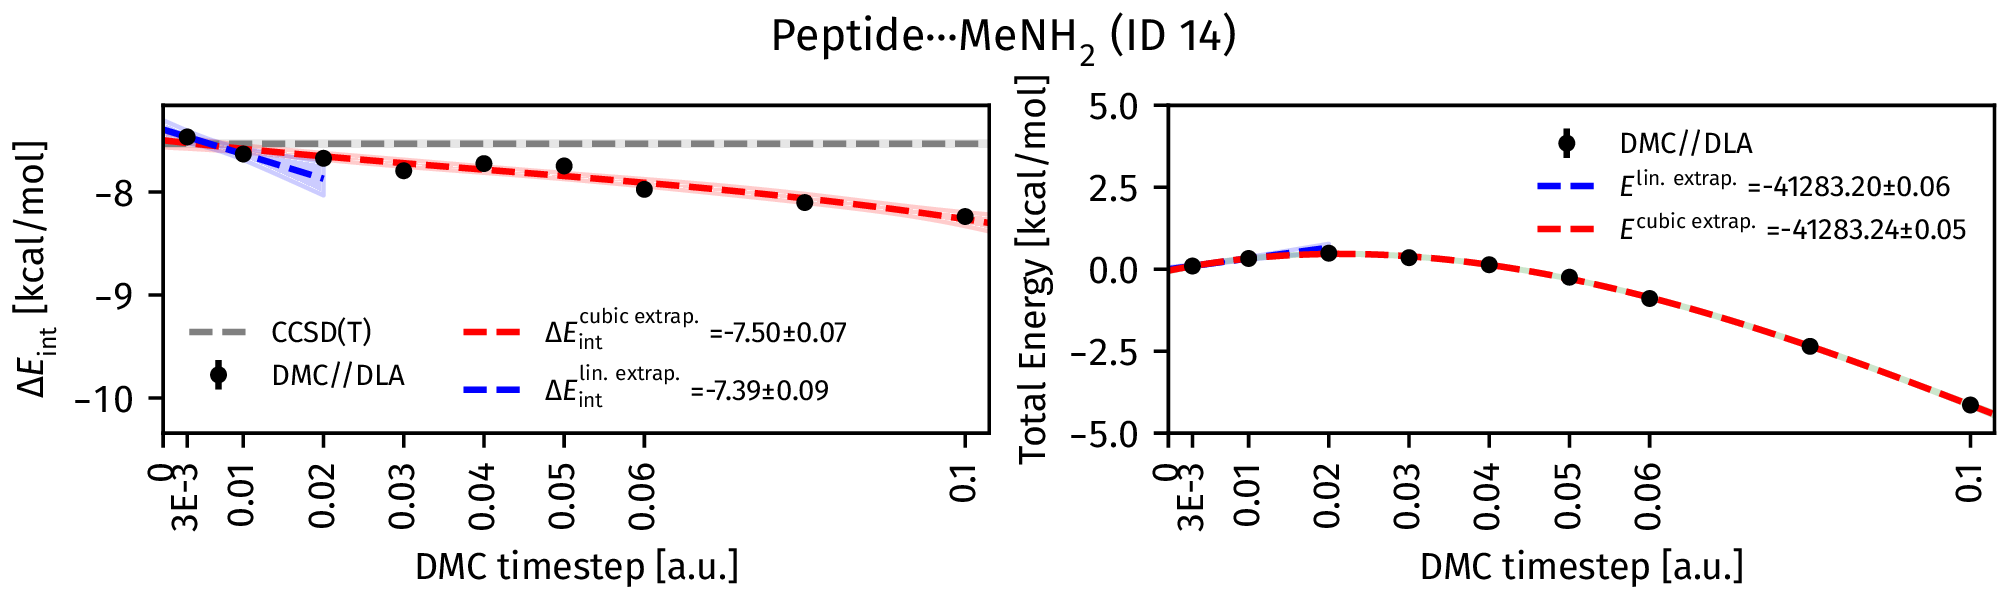 Peptide···MeNH₂ (ID 14)
ΔE_int [kcal/mol]
−8
−9
−10
CCSD(T)
DMC//DLA
ΔE_int^cubic extrap. =-7.50±0.07
ΔE_int^lin. extrap. =-7.39±0.09
0
3E-3
0.01
0.02
0.03
0.04
0.05
0.06
0.1
DMC timestep [a.u.]
Total Energy [kcal/mol]
5.0
2.5
0.0
−2.5
−5.0
DMC//DLA
E^lin. extrap. =-41283.20±0.06
E^cubic extrap. =-41283.24±0.05
0
3E-3
0.01
0.02
0.03
0.04
0.05
0.06
0.1
DMC timestep [a.u.]